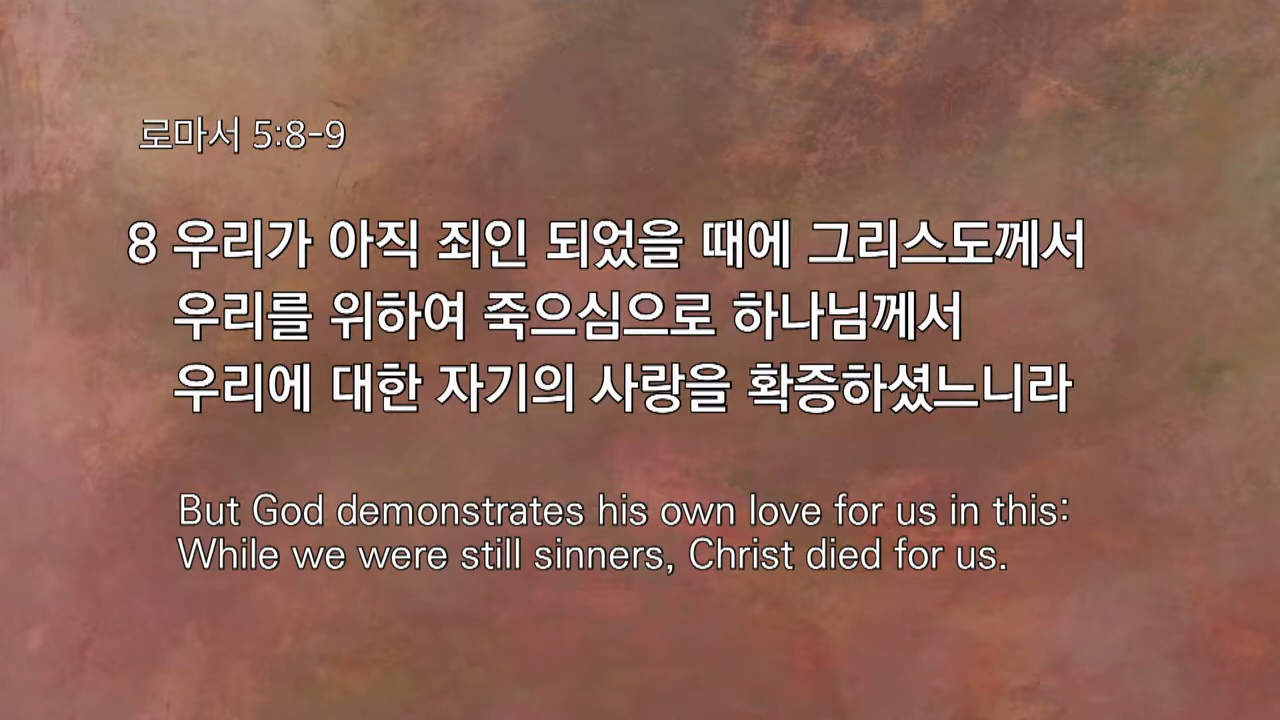 로마서 5:8-9
8 우리가 아직 죄인 되었을 때에 그리스도께서
우리를 위하여 죽으심으로 하나님께서
우리에 대한 자기의 사랑을 확증하셨느니라
But God demonstrates his own love for us in this:
While we were still sinners, Christ died for us.